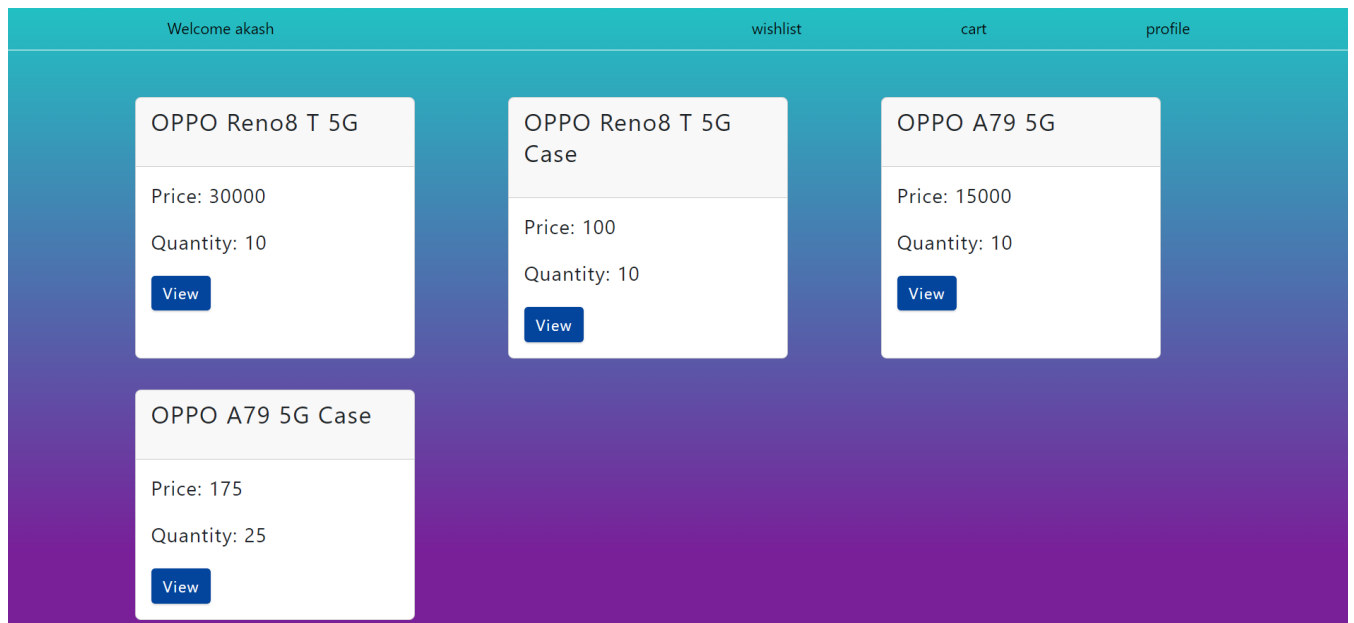 Welcome akash
wishlist
cart
profile
OPPO Reno8 T 5G
Price: 30000
Quantity: 10
View
OPPO Reno8 T 5G
Case
Price: 100
Quantity: 10
View
OPPO A79 5G
Price: 15000
Quantity: 10
View
OPPO A79 5G Case
Price: 175
Quantity: 25
View